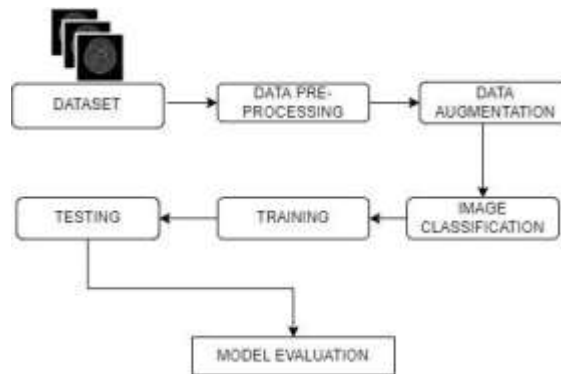 DATASET
DATA PRE-
PROCESSING
DATA
AUGMENTATION
IMAGE
CLASSIFICATION
TRAINING
TESTING
MODEL EVALUATION